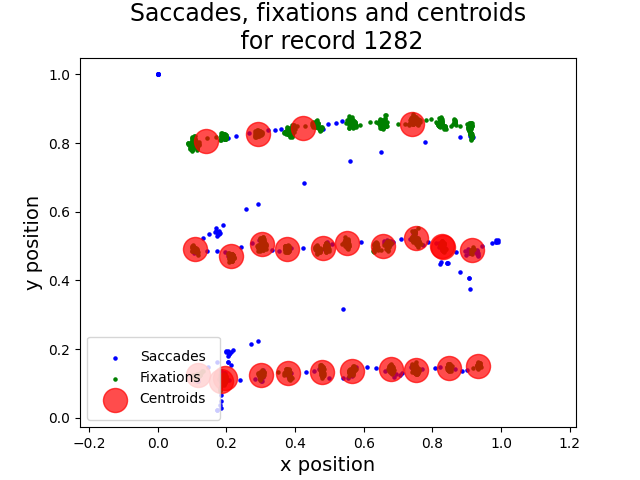 Saccades, fixations and centroids
for record 1282
1.0
0.8
0.6
0.4
0.2
0.0
y position
Saccades
Fixations
Centroids
−0.2 0.0 0.2 0.4 0.6 0.8 1.0 1.2
x position